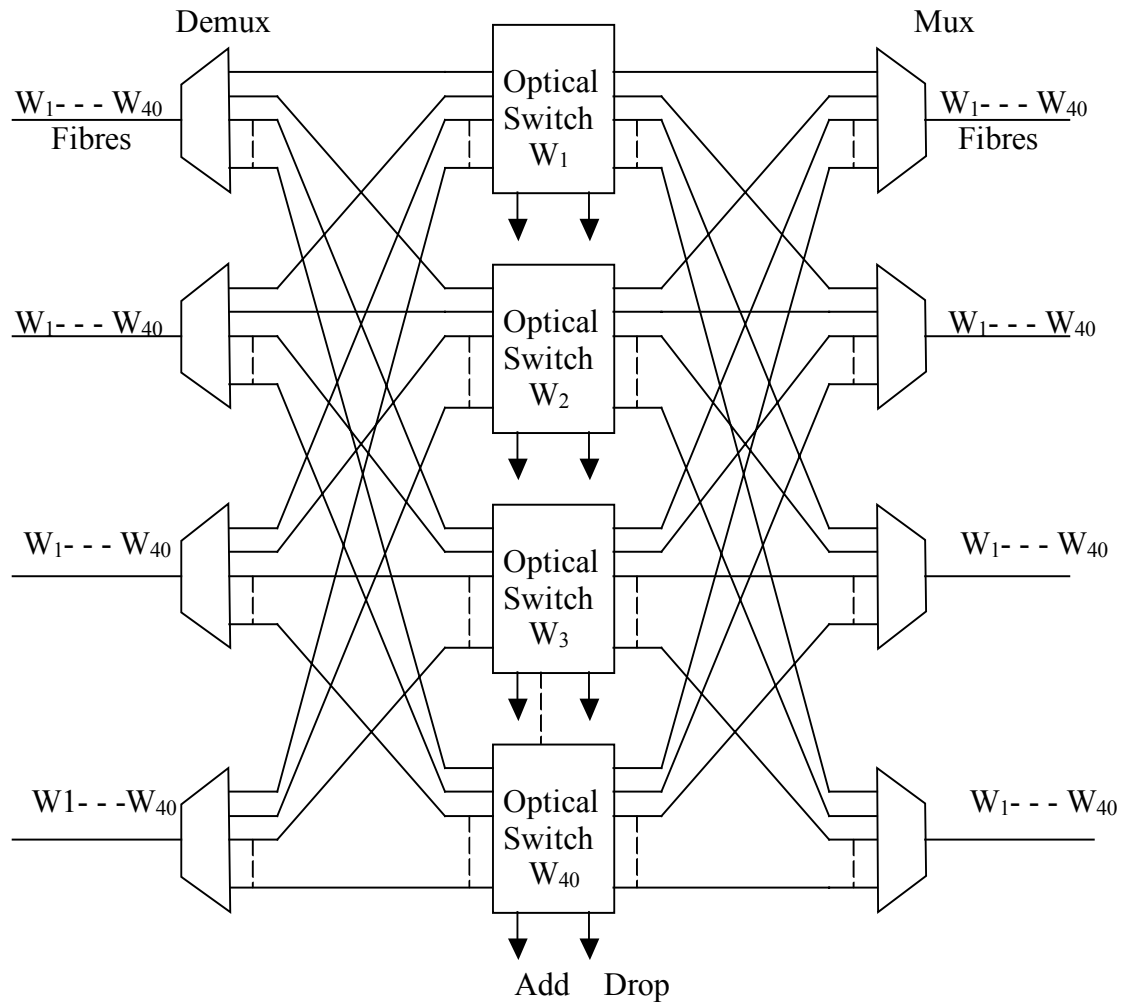 Demux
Mux
Optical
Switch
W₁
W₁- - - W₄₀
Fibres
W₁- - - W₄₀
Fibres
W₁- - - W₄₀
Optical
Switch
W₂
W₁- - - W₄₀
W₁- - - W₄₀
Optical
Switch
W₃
W₁- - - W₄₀
W1- - -W₄₀
Optical
Switch
W₄₀
W₁- - - W₄₀
Add
Drop